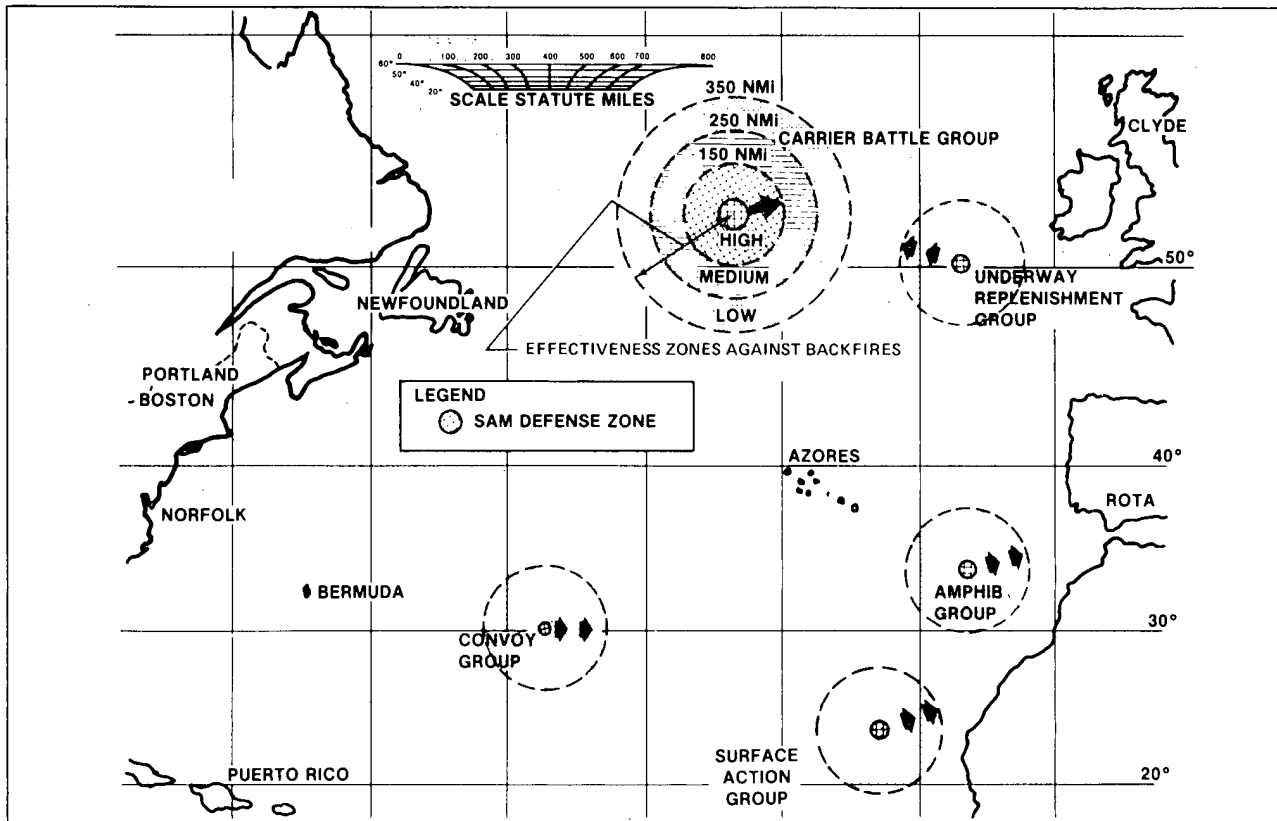 0 100 200 300 400 500 600 700 800
60°
50°
40°
20°
SCALE STATUTE MILES
350 NMi
250 NMi
CARRIER BATTLE GROUP
150 NMi
CLYDE
HIGH
MEDIUM
LOW
50°
UNDERWAY
REPLENISHMENT
GROUP
NEWFOUNDLAND
EFFECTIVENESS ZONES AGAINST BACKFIRES
PORTLAND
BOSTON
LEGEND
SAM DEFENSE ZONE
AZORES
40°
ROTA
NORFOLK
BERMUDA
AMPHIB
GROUP
30°
CONVOY
GROUP
SURFACE
ACTION
GROUP
PUERTO RICO
20°